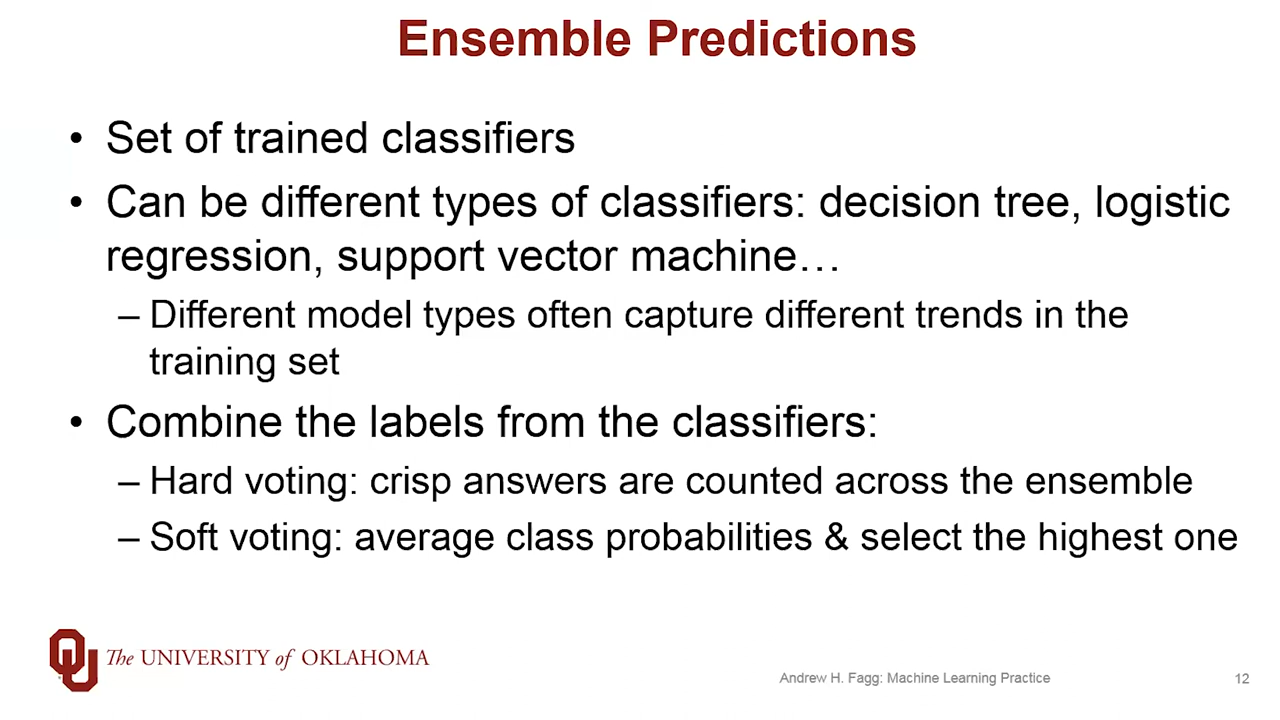 Ensemble Predictions
• Set of trained classifiers
• Can be different types of classifiers: decision tree, logistic
regression, support vector machine…
– Different model types often capture different trends in the
training set
• Combine the labels from the classifiers:
– Hard voting: crisp answers are counted across the ensemble
– Soft voting: average class probabilities & select the highest one
The UNIVERSITY of OKLAHOMA
Andrew H. Fagg: Machine Learning Practice
12